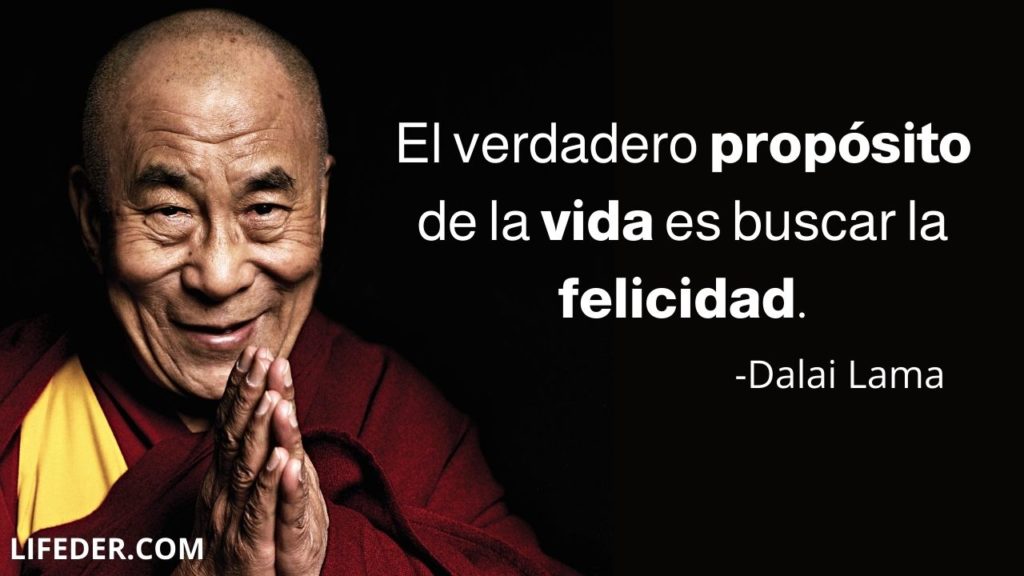 El verdadero propósito
de la vida es buscar la
felicidad.
-Dalai Lama
LIFEDER.COM